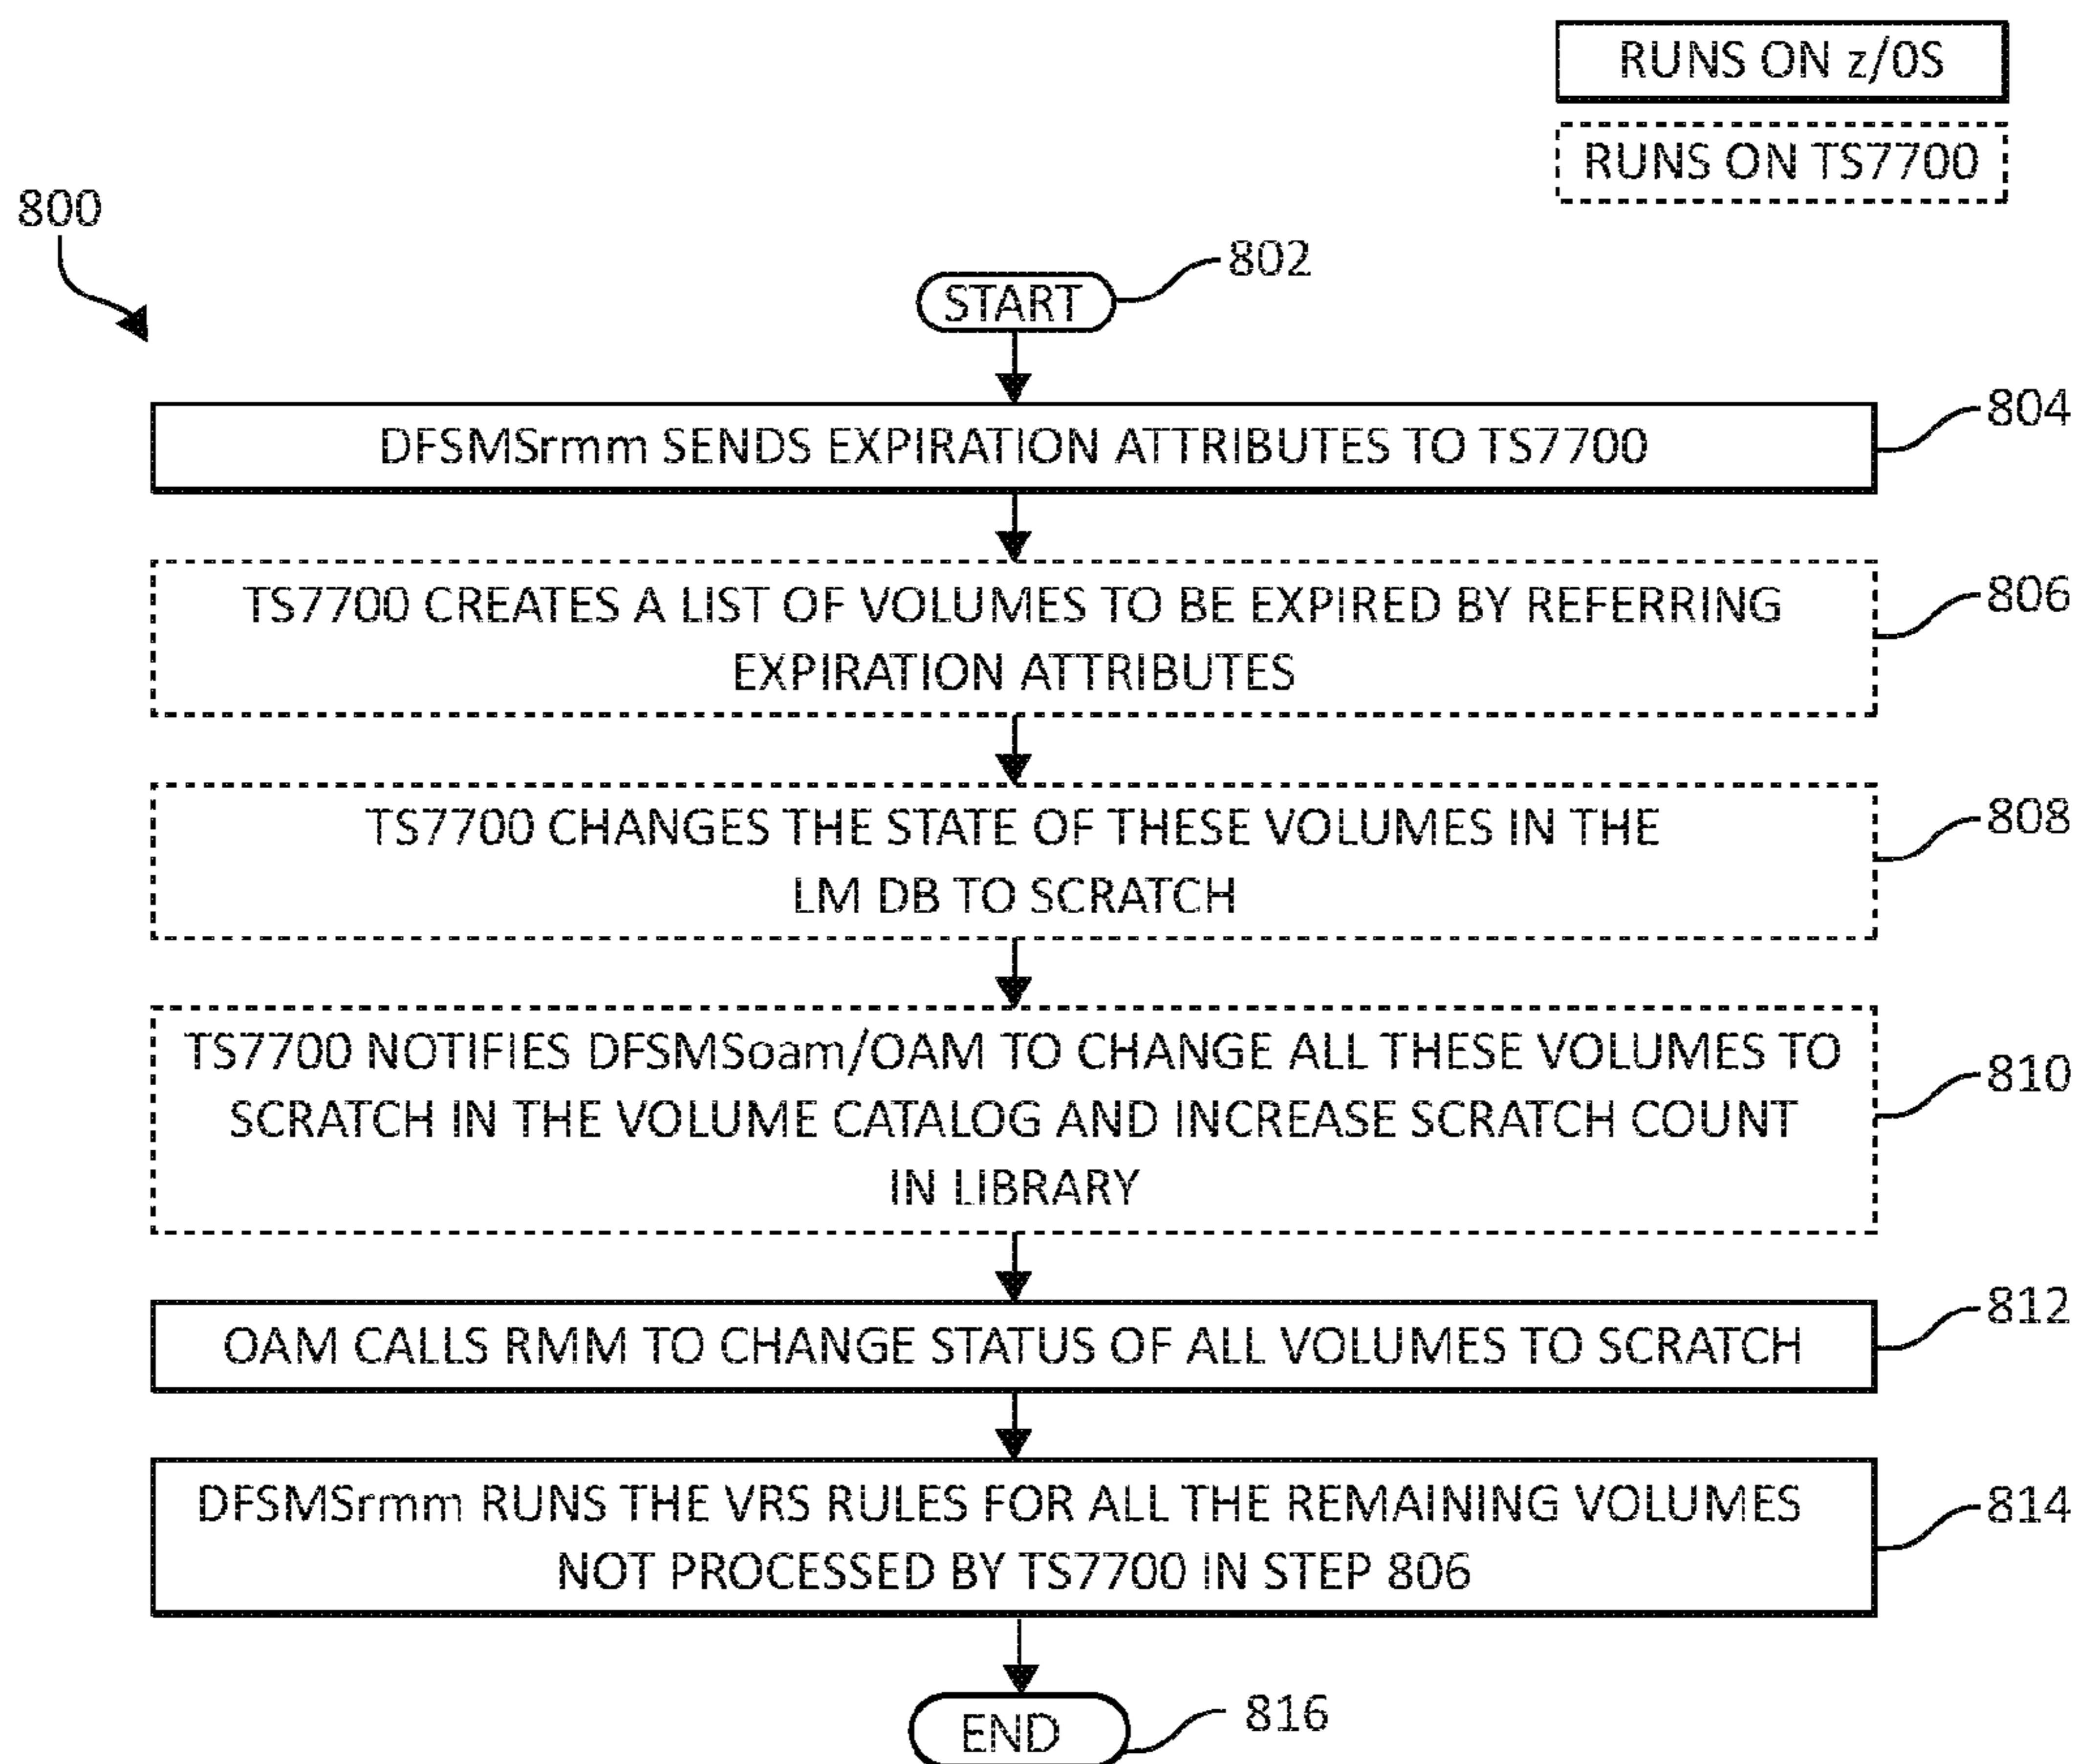 RUNS ON z/0S
RUNS ON TS7700
800
802
START
804
DFSMSrmm SENDS EXPIRATION ATTRIBUTES TO TS7700
806
TS7700 CREATES A LIST OF VOLUMES TO BE EXPIRED BY REFERRING
EXPIRATION ATTRIBUTES
808
TS7700 CHANGES THE STATE OF THESE VOLUMES IN THE
LM DB TO SCRATCH
810
TS7700 NOTIFIES DFSMSoam/OAM TO CHANGE ALL THESE VOLUMES TO
SCRATCH IN THE VOLUME CATALOG AND INCREASE SCRATCH COUNT
IN LIBRARY
812
OAM CALLS RMM TO CHANGE STATUS OF ALL VOLUMES TO SCRATCH
814
DFSMSrmm RUNS THE VRS RULES FOR ALL THE REMAINING VOLUMES
NOT PROCESSED BY TS7700 IN STEP 806
816
END